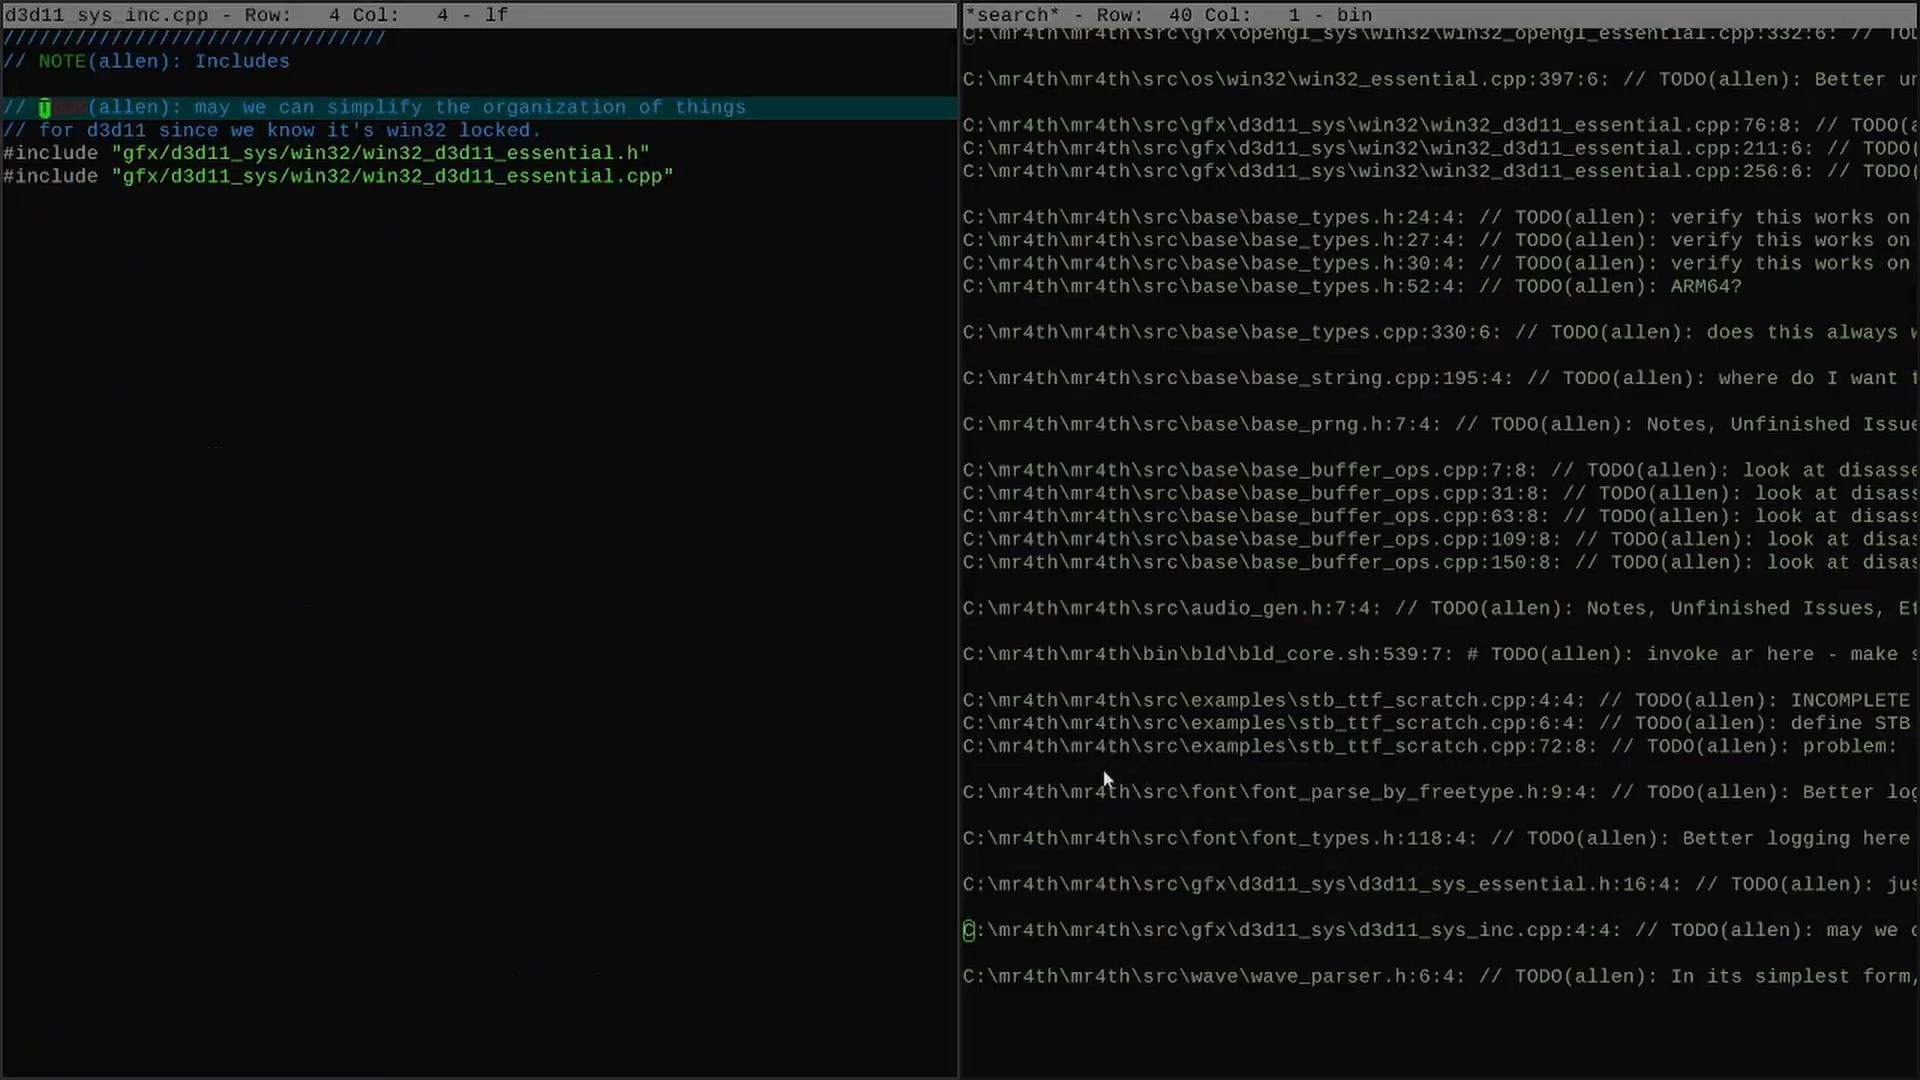 d3d11_sys_inc.cpp - Row:   4 Col:   4 - lf
////////////////////////////////
// NOTE(allen): Includes
// TODO(allen): may we can simplify the organization of things
// for d3d11 since we know it's win32 locked.
#include "gfx/d3d11_sys/win32/win32_d3d11_essential.h"
#include "gfx/d3d11_sys/win32/win32_d3d11_essential.cpp"
*search* - Row:  40 Col:   1 - bin
C:\mr4th\mr4th\src\gfx\opengl_sys\win32\win32_opengl_essential.cpp:332:6: //
C:\mr4th\mr4th\src\os\win32\win32_essential.cpp:397:6: // TODO(allen): Better
C:\mr4th\mr4th\src\gfx\d3d11_sys\win32\win32_d3d11_essential.cpp:76:8: // TODO(
C:\mr4th\mr4th\src\gfx\d3d11_sys\win32\win32_d3d11_essential.cpp:211:6: // TODO(
C:\mr4th\mr4th\src\gfx\d3d11_sys\win32\win32_d3d11_essential.cpp:256:6: // TODO(
C:\mr4th\mr4th\src\base\base_types.h:24:4: // TODO(allen): verify this works on
C:\mr4th\mr4th\src\base\base_types.h:27:4: // TODO(allen): verify this works on
C:\mr4th\mr4th\src\base\base_types.h:30:4: // TODO(allen): verify this works on
C:\mr4th\mr4th\src\base\base_types.h:52:4: // TODO(allen): ARM64?
C:\mr4th\mr4th\src\base\base_types.cpp:330:6: // TODO(allen): does this always
C:\mr4th\mr4th\src\base\base_string.cpp:195:4: // TODO(allen): where do I want
C:\mr4th\mr4th\src\base\base_prng.h:7:4: // TODO(allen): Notes, Unfinished Issue
C:\mr4th\mr4th\src\base\base_buffer_ops.cpp:7:8: // TODO(allen): look at disasse
C:\mr4th\mr4th\src\base\base_buffer_ops.cpp:31:8: // TODO(allen): look at disass
C:\mr4th\mr4th\src\base\base_buffer_ops.cpp:63:8: // TODO(allen): look at disass
C:\mr4th\mr4th\src\base\base_buffer_ops.cpp:109:8: // TODO(allen): look at disas
C:\mr4th\mr4th\src\base\base_buffer_ops.cpp:150:8: // TODO(allen): look at disas
C:\mr4th\mr4th\src\audio_gen.h:7:4: // TODO(allen): Notes, Unfinished Issues, Et
C:\mr4th\mr4th\bin\bld\bld_core.sh:539:7: # TODO(allen): invoke ar here - make
C:\mr4th\mr4th\src\examples\stb_ttf_scratch.cpp:4:4: // TODO(allen): INCOMPLETE
C:\mr4th\mr4th\src\examples\stb_ttf_scratch.cpp:6:4: // TODO(allen): define STB
C:\mr4th\mr4th\src\examples\stb_ttf_scratch.cpp:72:8: // TODO(allen): problem:
C:\mr4th\mr4th\src\font\font_parse_by_freetype.h:9:4: // TODO(allen): Better log
C:\mr4th\mr4th\src\font\font_types.h:118:4: // TODO(allen): Better logging here
C:\mr4th\mr4th\src\gfx\d3d11_sys\d3d11_sys_essential.h:16:4: // TODO(allen): jus
C:\mr4th\mr4th\src\gfx\d3d11_sys\d3d11_sys_inc.cpp:4:4: // TODO(allen): may we
C:\mr4th\mr4th\src\wave\wave_parser.h:6:4: // TODO(allen): In its simplest form,